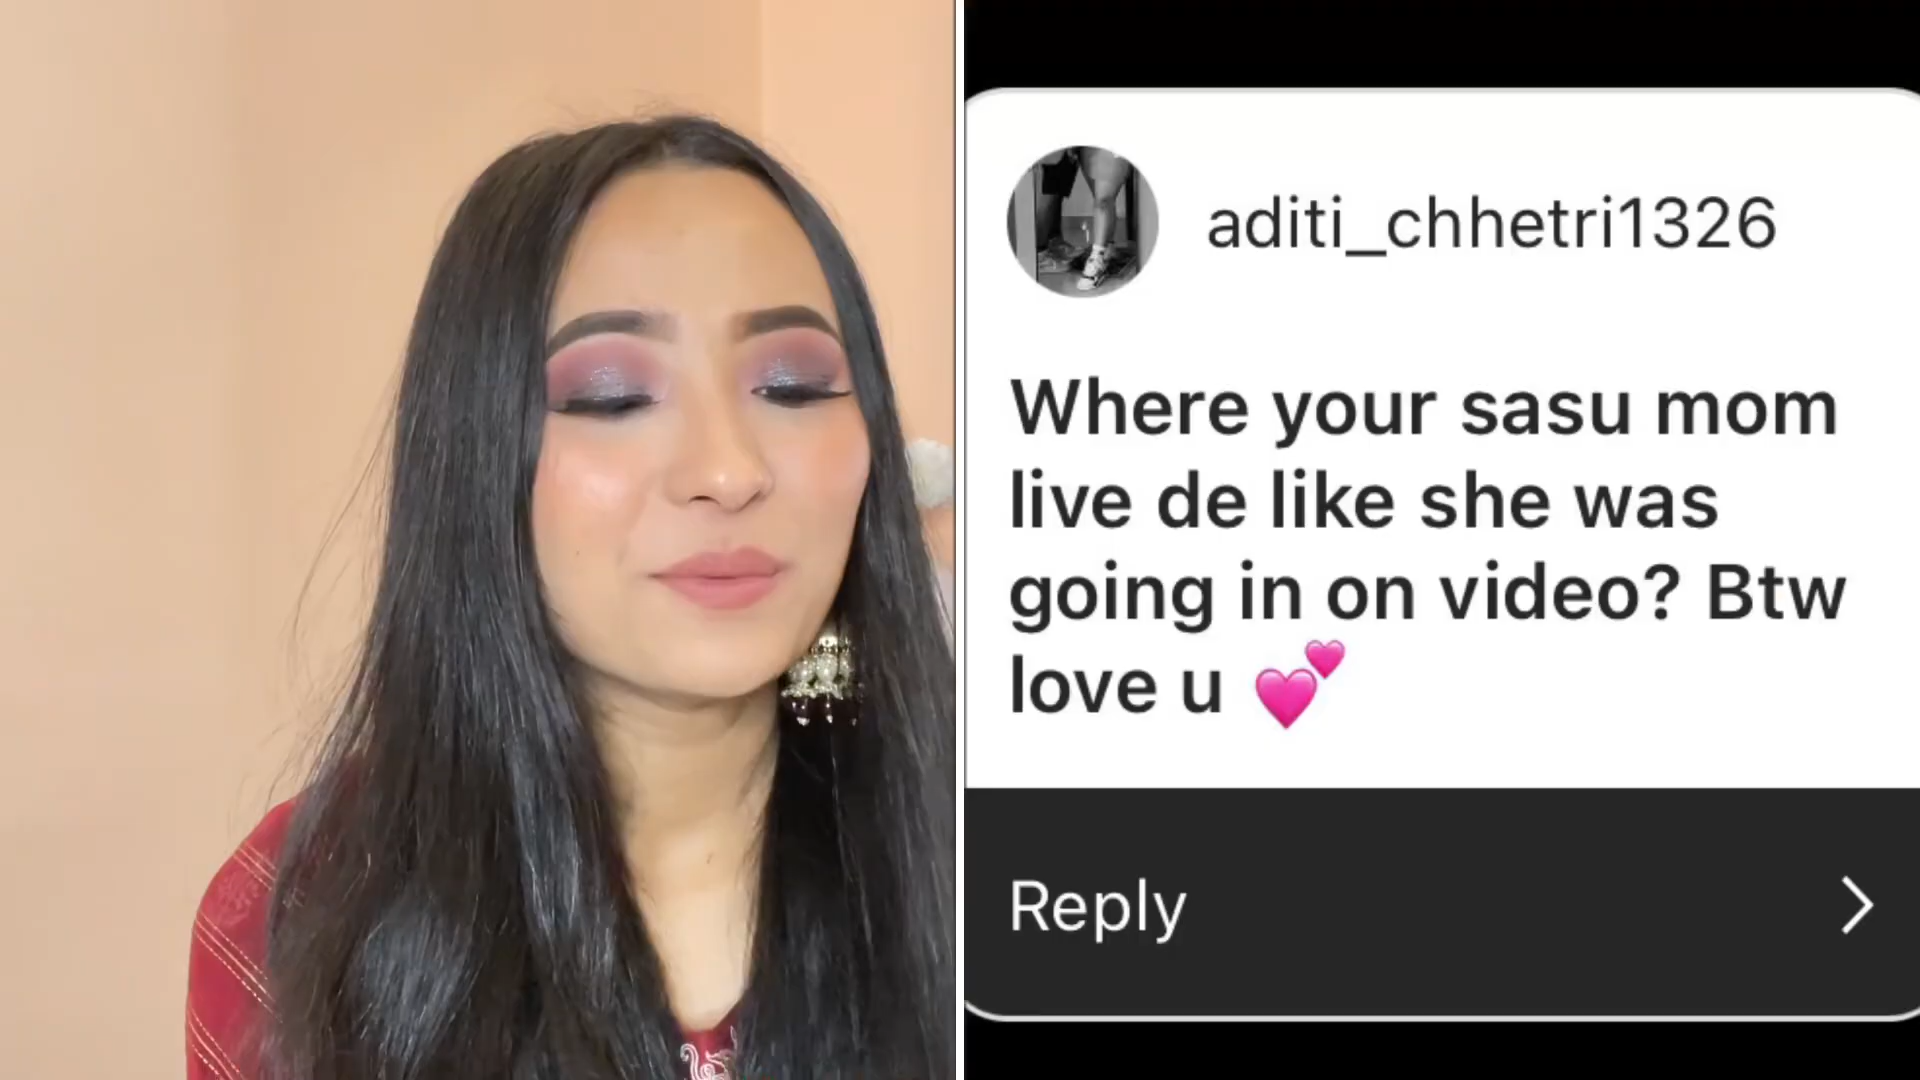 aditi_chhetri1326
Where your sasu mom
live de like she was
going in on video? Btw
love u 💕
Reply